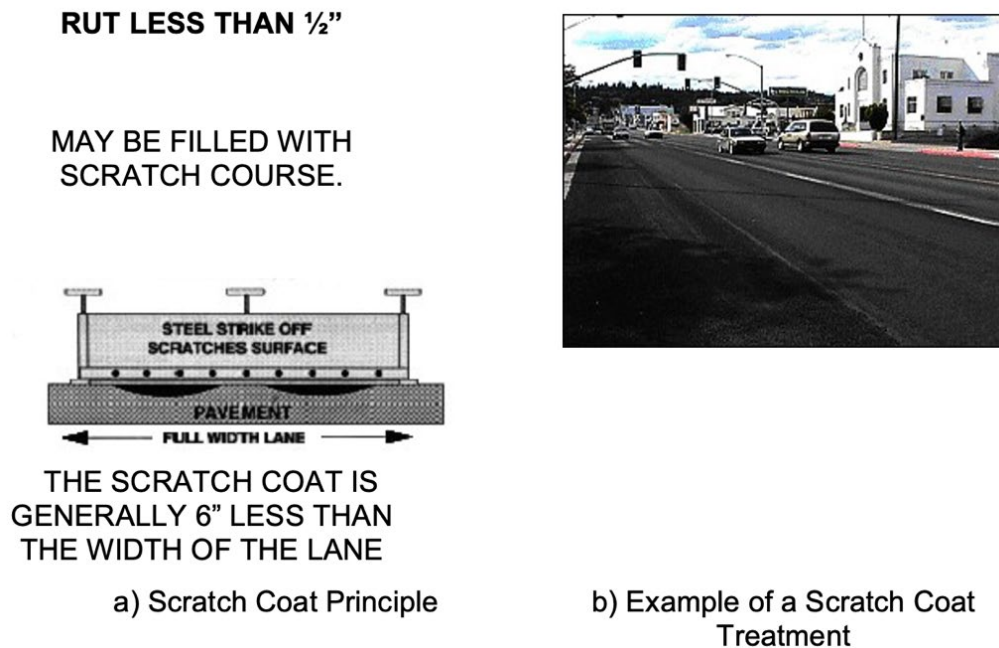 RUT LESS THAN ½”
MAY BE FILLED WITH
SCRATCH COURSE.
STEEL STRIKE OFF
SCRATCHES SURFACE
PAVEMENT
FULL WIDTH LANE
THE SCRATCH COAT IS
GENERALLY 6” LESS THAN
THE WIDTH OF THE LANE
a) Scratch Coat Principle
b) Example of a Scratch Coat
Treatment